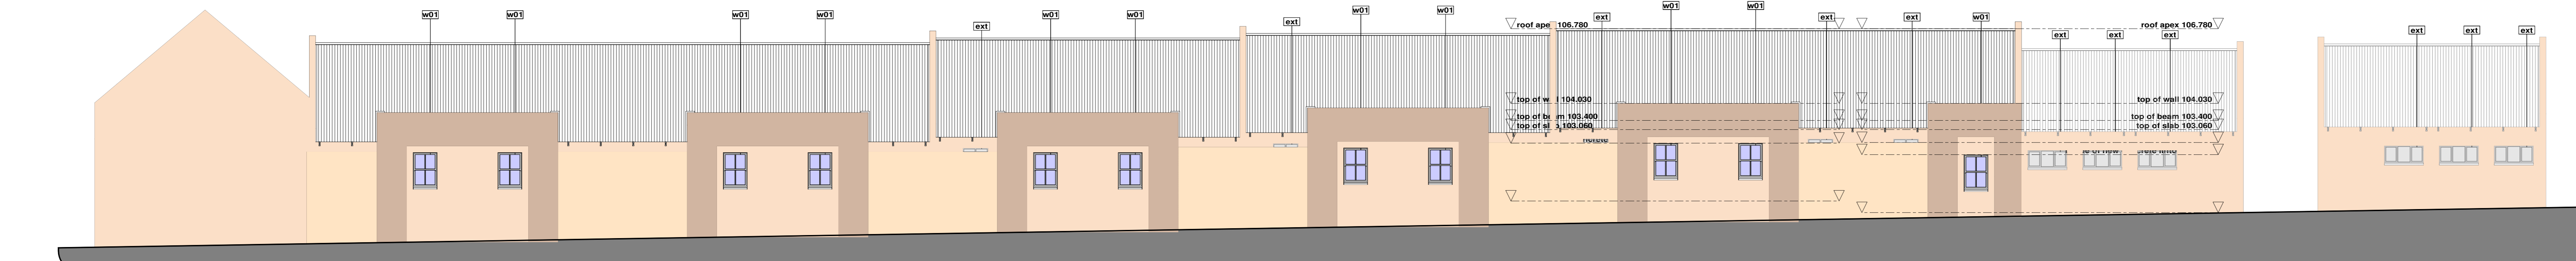 w01 w01 w01 w01 ext w01 w01 ext w01 w01 ext w01 w01 ext ext w01 ext ext ext ext ext ext
roof apex 106.780 roof apex 106.780
top of 104.030 top of wall 104.030
top of 103.400 top of beam 103.400
top of 103.060 top of slab 103.060
of new